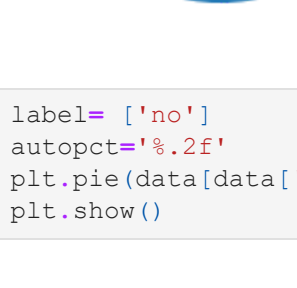 label= ['no']
autopct='%.2f'
plt.pie(data[data['
plt.show()